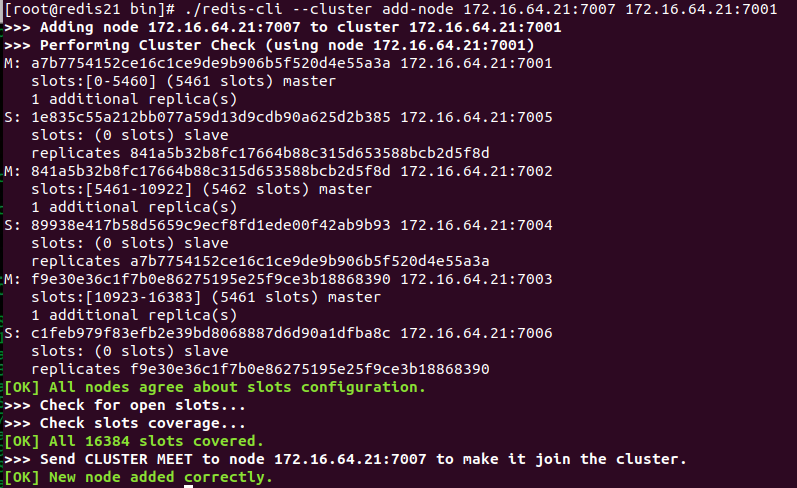 [root@redis21 bin]# ./redis-cli --cluster add-node 172.16.64.21:7007 172.16.64.21:7001
>>> Adding node 172.16.64.21:7007 to cluster 172.16.64.21:7001
>>> Performing Cluster Check (using node 172.16.64.21:7001)
M: a7b7754152ce16c1ce9de9b906b5f520d4e55a3a 172.16.64.21:7001
   slots:[0-5460] (5461 slots) master
   1 additional replica(s)
S: 1e835c55a212bb077a59d13d9cdb90a625d2b385 172.16.64.21:7005
   slots: (0 slots) slave
   replicates 841a5b32b8fc17664b88c315d653588bcb2d5f8d
M: 841a5b32b8fc17664b88c315d653588bcb2d5f8d 172.16.64.21:7002
   slots:[5461-10922] (5462 slots) master
   1 additional replica(s)
S: 89938e417b58d5659c9ecf8fd1ede00f42ab9b93 172.16.64.21:7004
   slots: (0 slots) slave
   replicates a7b7754152ce16c1ce9de9b906b5f520d4e55a3a
M: f9e30e36c1f7b0e86275195e25f9ce3b18868390 172.16.64.21:7003
   slots:[10923-16383] (5461 slots) master
   1 additional replica(s)
S: c1feb979f83efb2e39bd8068887d6d90a1dfba8c 172.16.64.21:7006
   slots: (0 slots) slave
   replicates f9e30e36c1f7b0e86275195e25f9ce3b18868390
[OK] All nodes agree about slots configuration.
>>> Check for open slots...
>>> Check slots coverage...
[OK] All 16384 slots covered.
>>> Send CLUSTER MEET to node 172.16.64.21:7007 to make it join the cluster.
[OK] New node added correctly.